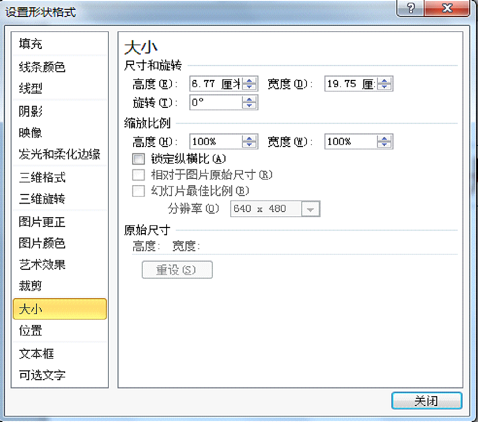 设置形状格式
填充
线条颜色
线型
阴影
映像
发光和柔化边缘
三维格式
三维旋转
图片更正
图片颜色
艺术效果
裁剪
大小
位置
文本框
可选文字
大小
尺寸和旋转
高度(E): 6.77 厘米 宽度(D): 19.75 厘
旋转(T): 0°
缩放比例
高度(H): 100% 宽度(W): 100%
锁定纵横比(A)
相对于图片原始尺寸(R)
幻灯片最佳比例(B)
分辨率(O) 640 x 480
原始尺寸
高度: 宽度:
重设(S)
关闭